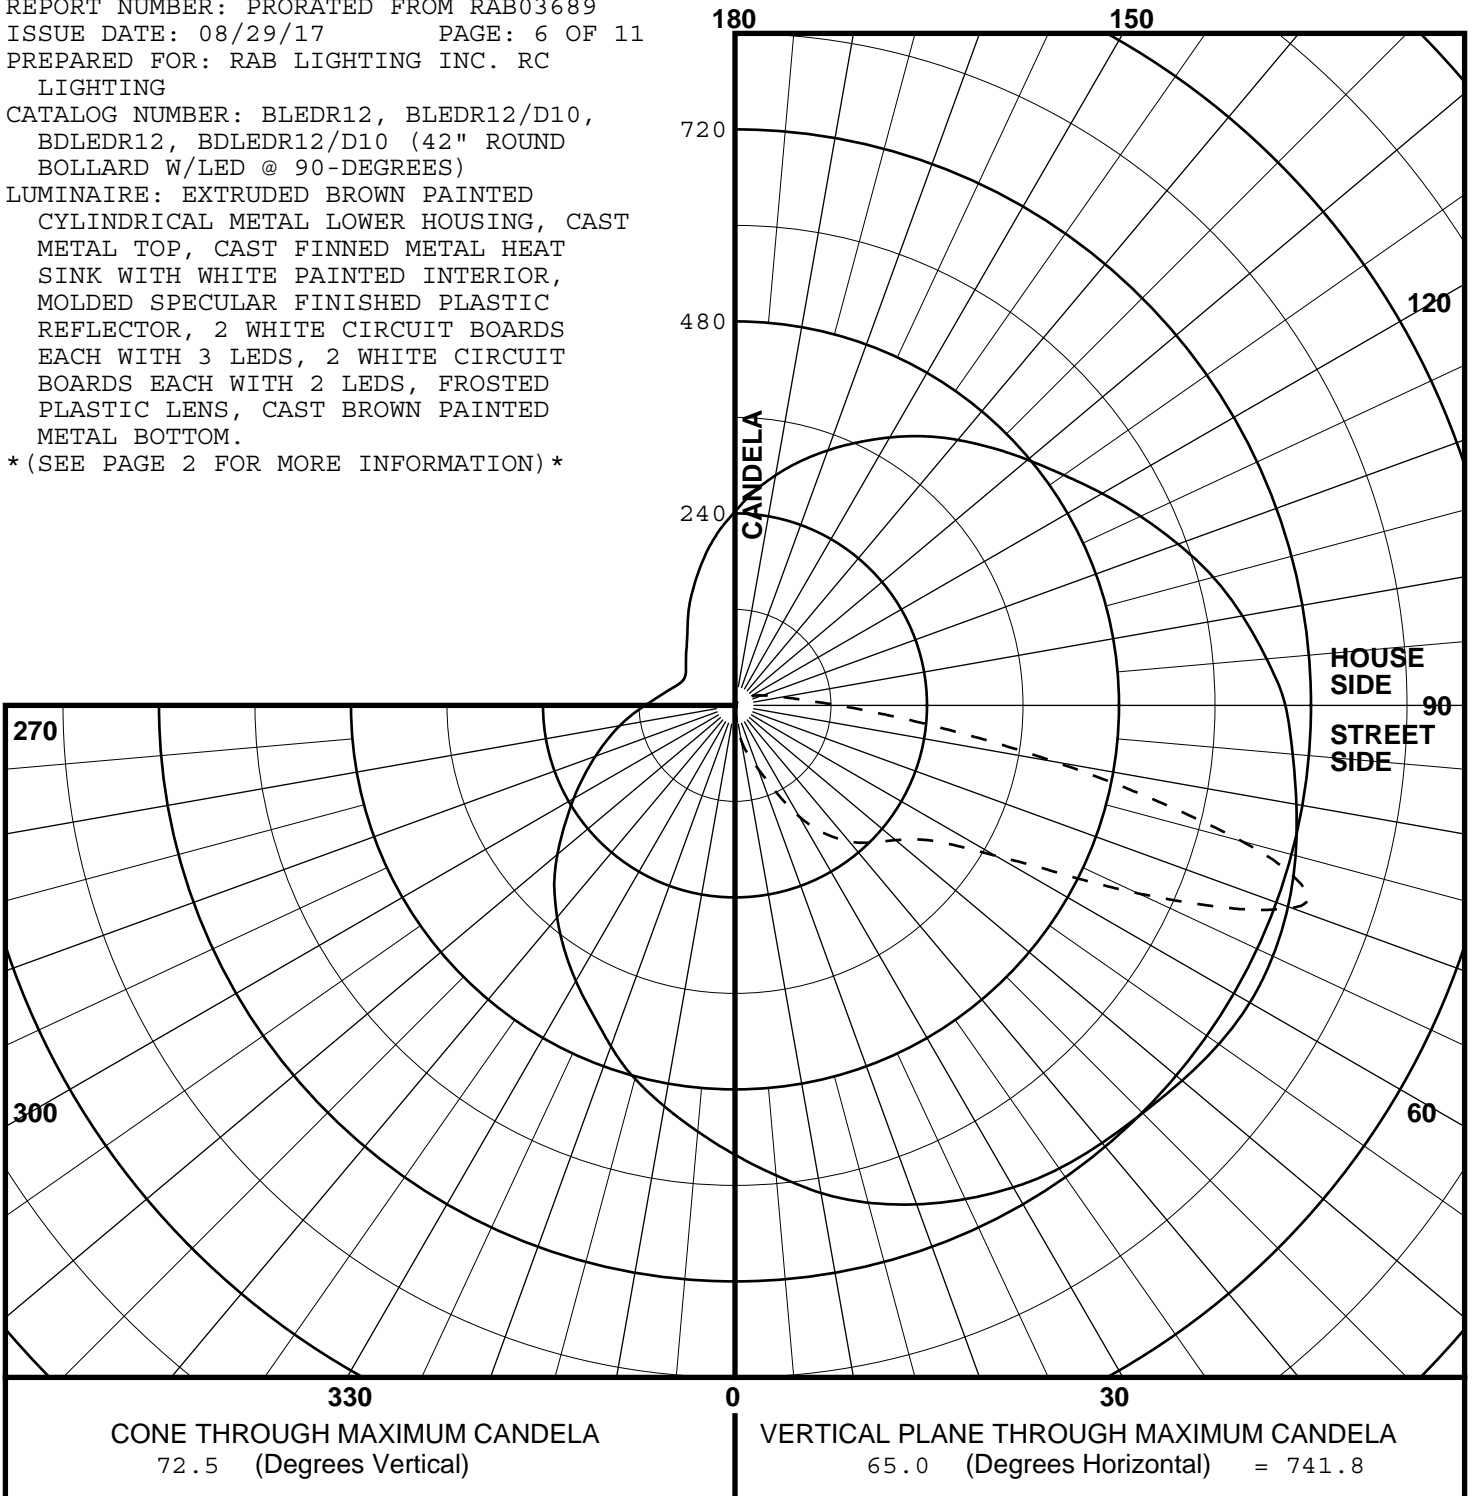 REPORT NUMBER: PRORATED FROM RAB03689
ISSUE DATE: 08/29/17 PAGE: 6 OF 11
PREPARED FOR: RAB LIGHTING INC. RC
LIGHTING
CATALOG NUMBER: BLEDR12, BLEDR12/D10,
BDLEDR12, BDLEDR12/D10 (42" ROUND
BOLLARD W/LED @ 90-DEGREES)
LUMINAIRE: EXTRUDED BROWN PAINTED
CYLINDRICAL METAL LOWER HOUSING, CAST
METAL TOP, CAST FINNED METAL HEAT
SINK WITH WHITE PAINTED INTERIOR,
MOLDED SPECULAR FINISHED PLASTIC
REFLECTOR, 2 WHITE CIRCUIT BOARDS
EACH WITH 3 LEDS, 2 WHITE CIRCUIT
BOARDS EACH WITH 2 LEDS, FROSTED
PLASTIC LENS, CAST BROWN PAINTED
METAL BOTTOM.
*(SEE PAGE 2 FOR MORE INFORMATION)*
180
150
720
120
480
CANDELA
240
HOUSE
SIDE
90
270
STREET
SIDE
300
60
330
0
30
CONE THROUGH MAXIMUM CANDELA
72.5 (Degrees Vertical)
VERTICAL PLANE THROUGH MAXIMUM CANDELA
65.0 (Degrees Horizontal) = 741.8